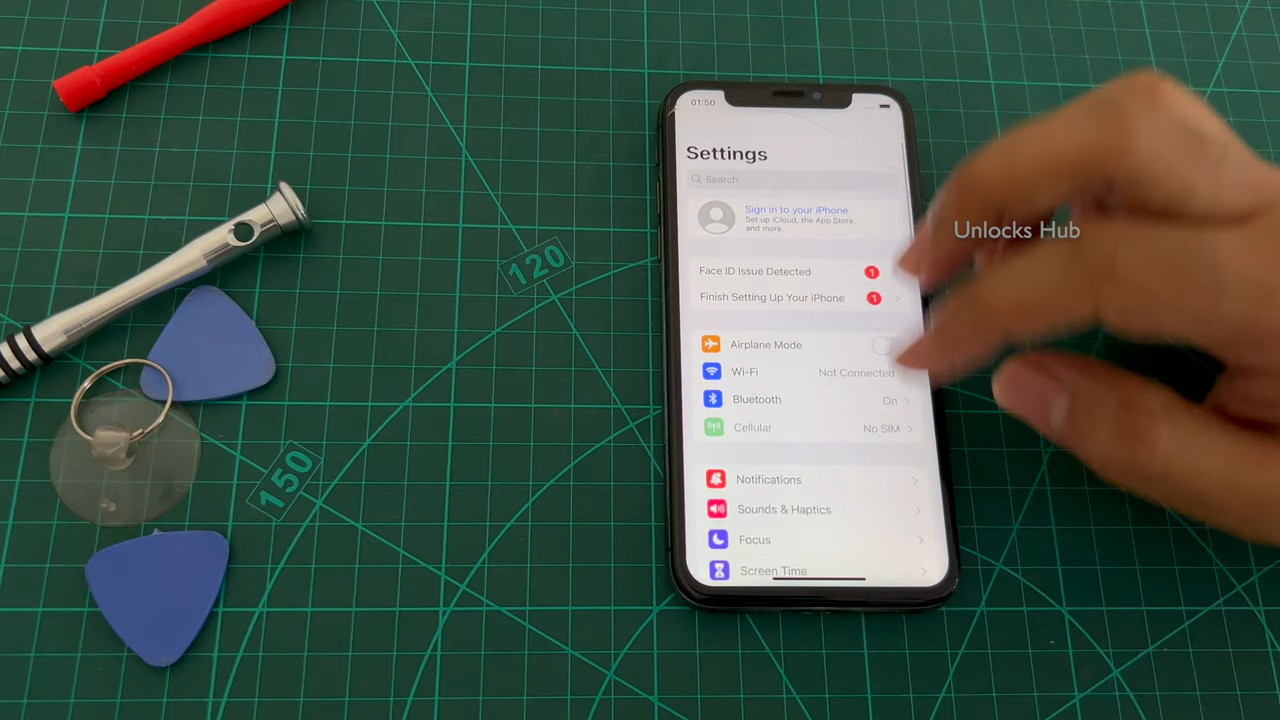 01:50
Settings
Search
Sign in to your iPhone
Set up iCloud, the App Store,
and more.
Face ID Issue Detected 1
Finish Setting Up Your iPhone 1
Airplane Mode
Wi-Fi Not Connected
Bluetooth On
Cellular No SIM
Notifications
Sounds & Haptics
Focus
Screen Time
Unlocks Hub
120
150